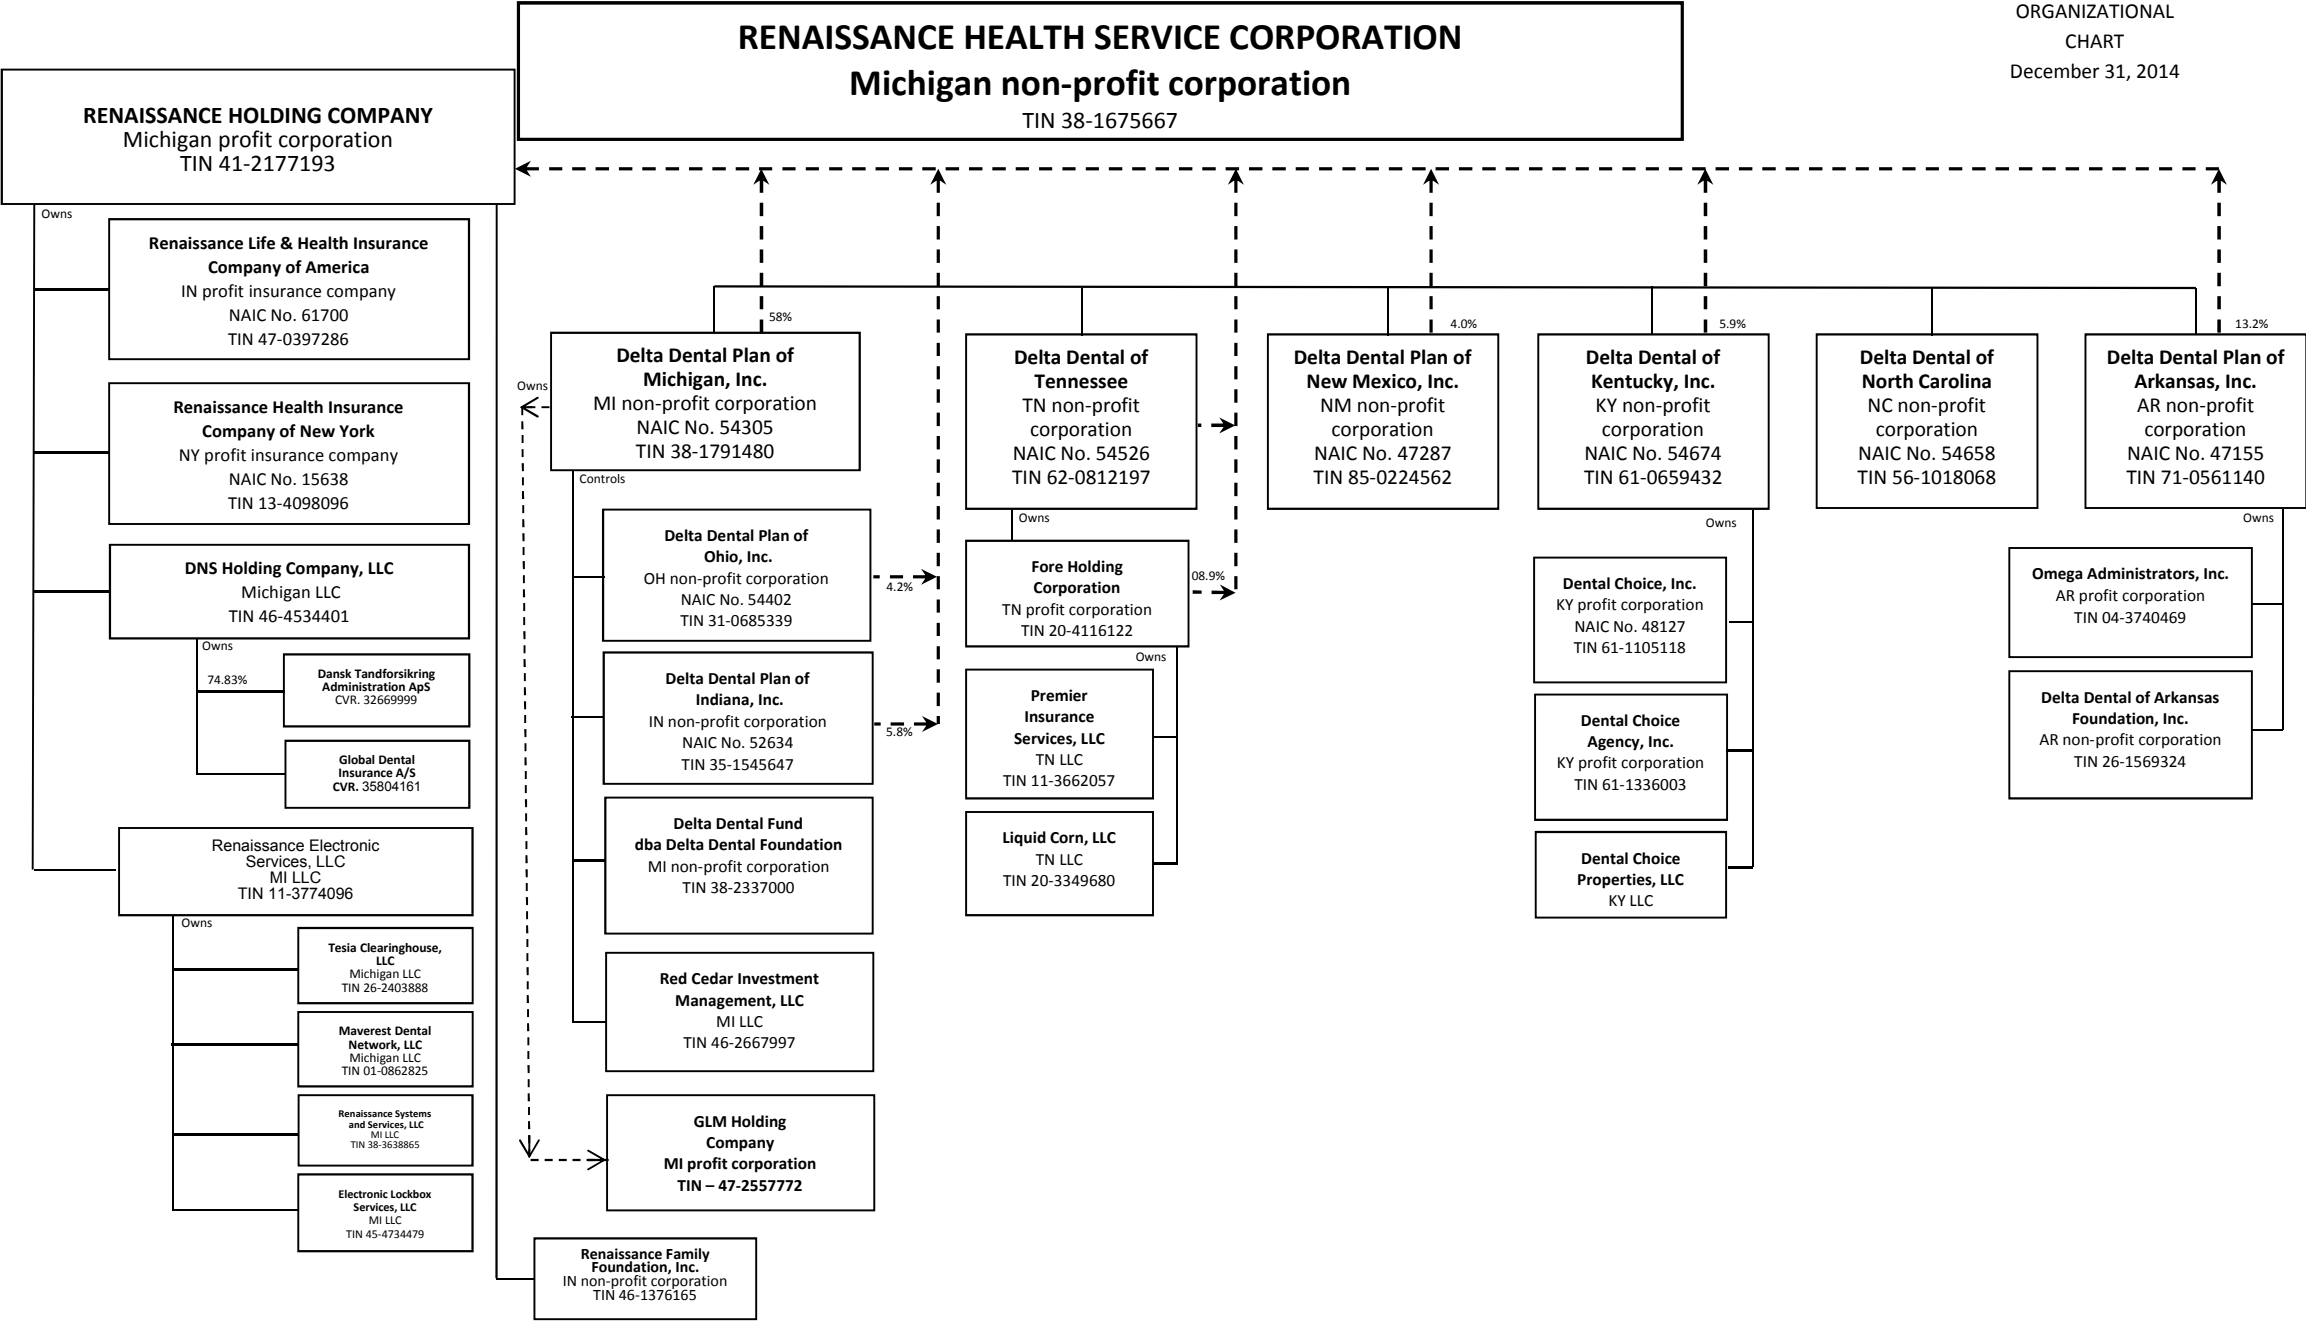 RENAISSANCE HEALTH SERVICE CORPORATION
Michigan non-profit corporation
TIN 38-1675667
ORGANIZATIONAL
CHART
December 31, 2014
RENAISSANCE HOLDING COMPANY
Michigan profit corporation
TIN 41-2177193
Owns
Renaissance Life & Health Insurance
Company of America
IN profit insurance company
NAIC No. 61700
TIN 47-0397286
Renaissance Health Insurance
Company of New York
NY profit insurance company
NAIC No. 15638
TIN 13-4098096
DNS Holding Company, LLC
Michigan LLC
TIN 46-4534401
Owns
74.83%
Dansk Tandforsikring
Administration ApS
CVR. 32669999
Global Dental
Insurance A/S
CVR. 35804161
Renaissance Electronic
Services, LLC
MI LLC
TIN 11-3774096
Owns
Tesia Clearinghouse,
LLC
Michigan LLC
TIN 26-2403888
Maverest Dental
Network, LLC
Michigan LLC
TIN 01-0862825
Renaissance Systems
and Services, LLC
MI LLC
TIN 38-3638865
Electronic Lockbox
Services, LLC
MI LLC
TIN 45-4734479
Renaissance Family
Foundation, Inc.
IN non-profit corporation
TIN 46-1376165
58%
Owns
Delta Dental Plan of
Michigan, Inc.
MI non-profit corporation
NAIC No. 54305
TIN 38-1791480
Controls
Delta Dental Plan of
Ohio, Inc.
OH non-profit corporation
NAIC No. 54402
TIN 31-0685339
4.2%
Delta Dental Plan of
Indiana, Inc.
IN non-profit corporation
NAIC No. 52634
TIN 35-1545647
5.8%
Delta Dental Fund
dba Delta Dental Foundation
MI non-profit corporation
TIN 38-2337000
Red Cedar Investment
Management, LLC
MI LLC
TIN 46-2667997
GLM Holding
Company
MI profit corporation
TIN – 47-2557772
Delta Dental of
Tennessee
TN non-profit
corporation
NAIC No. 54526
TIN 62-0812197
Owns
Fore Holding
Corporation
TN profit corporation
TIN 20-4116122
08.9%
Owns
Premier
Insurance
Services, LLC
TN LLC
TIN 11-3662057
Liquid Corn, LLC
TN LLC
TIN 20-3349680
4.0%
Delta Dental Plan of
New Mexico, Inc.
NM non-profit
corporation
NAIC No. 47287
TIN 85-0224562
5.9%
Delta Dental of
Kentucky, Inc.
KY non-profit
corporation
NAIC No. 54674
TIN 61-0659432
Owns
Dental Choice, Inc.
KY profit corporation
NAIC No. 48127
TIN 61-1105118
Dental Choice
Agency, Inc.
KY profit corporation
TIN 61-1336003
Dental Choice
Properties, LLC
KY LLC
Delta Dental of
North Carolina
NC non-profit
corporation
NAIC No. 54658
TIN 56-1018068
13.2%
Delta Dental Plan of
Arkansas, Inc.
AR non-profit
corporation
NAIC No. 47155
TIN 71-0561140
Owns
Omega Administrators, Inc.
AR profit corporation
TIN 04-3740469
Delta Dental of Arkansas
Foundation, Inc.
AR non-profit corporation
TIN 26-1569324